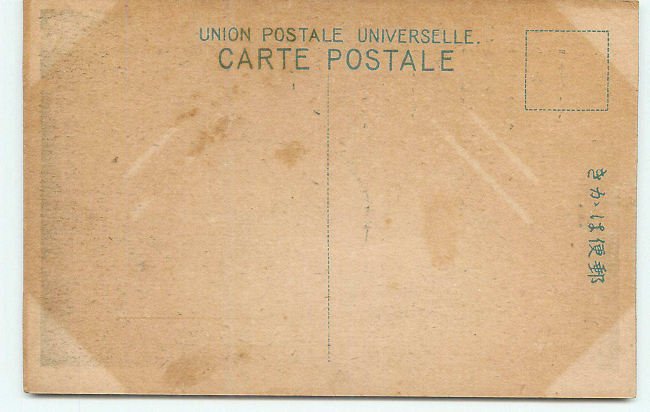 UNION POSTALE UNIVERSELLE.
CARTE POSTALE
郵便はかき